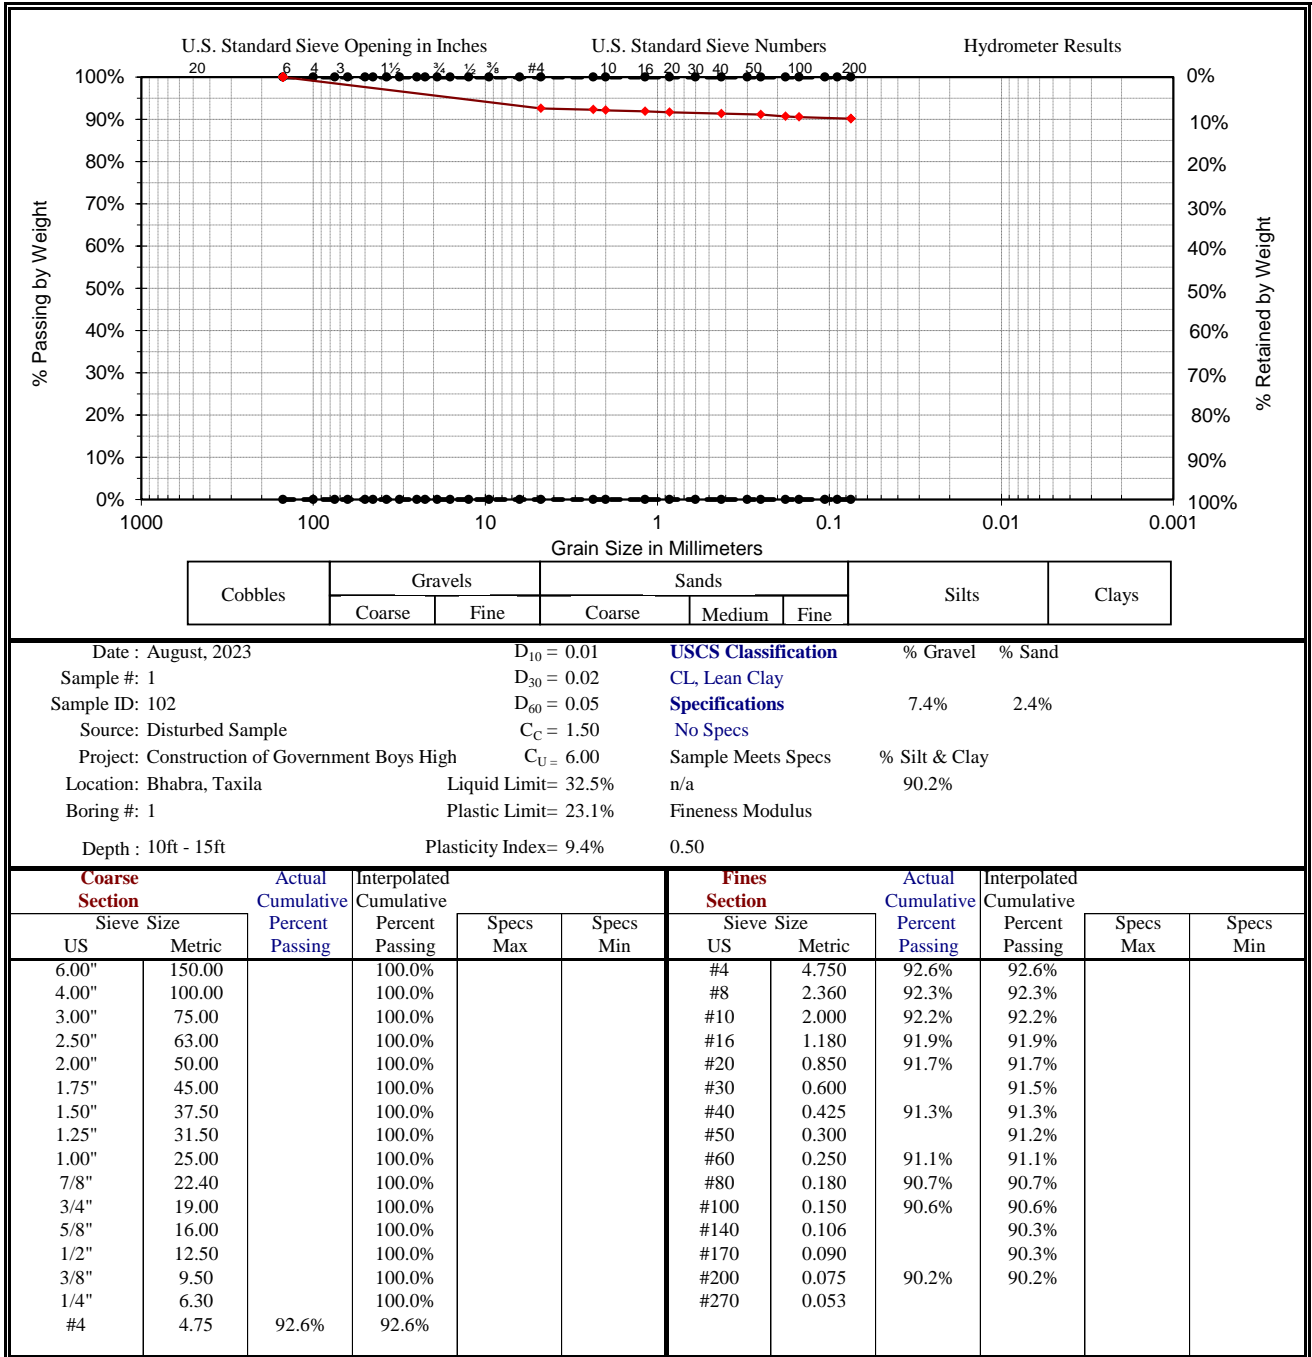 U.S. Standard Sieve Opening in Inches U.S. Standard Sieve Numbers Hydrometer Results
20 6 4 3 1½ ¾ ½ ⅜ #4 10 16 20 30 40 50 100 200
100% 0%
90% 10%
80% 20%
70% 30%
60% 40%
50% 50%
40% 60%
30% 70%
20% 80%
10% 90%
0% 100%
% Passing by Weight
% Retained by Weight
1000 100 10 1 0.1 0.01 0.001
Grain Size in Millimeters
Cobbles Gravels Sands Silts Clays
Coarse Fine Coarse Medium Fine
Date : August, 2023 D10 = 0.01 USCS Classification % Gravel % Sand
Sample #: 1 D30 = 0.02 CL, Lean Clay
Sample ID: 102 D60 = 0.05 Specifications 7.4% 2.4%
Source: Disturbed Sample CC = 1.50 No Specs
Project: Construction of Government Boys High CU = 6.00 Sample Meets Specs % Silt & Clay
Location: Bhabra, Taxila Liquid Limit= 32.5% n/a 90.2%
Boring #: 1 Plastic Limit= 23.1% Fineness Modulus
Depth : 10ft - 15ft Plasticity Index= 9.4% 0.50
Coarse Actual Interpolated Fines Actual Interpolated
Section Cumulative Cumulative Section Cumulative Cumulative
Sieve Size Percent Percent Specs Specs Sieve Size Percent Percent Specs Specs
US Metric Passing Passing Max Min US Metric Passing Passing Max Min
6.00" 150.00 100.0% #4 4.750 92.6% 92.6%
4.00" 100.00 100.0% #8 2.360 92.3% 92.3%
3.00" 75.00 100.0% #10 2.000 92.2% 92.2%
2.50" 63.00 100.0% #16 1.180 91.9% 91.9%
2.00" 50.00 100.0% #20 0.850 91.7% 91.7%
1.75" 45.00 100.0% #30 0.600 91.5%
1.50" 37.50 100.0% #40 0.425 91.3% 91.3%
1.25" 31.50 100.0% #50 0.300 91.2%
1.00" 25.00 100.0% #60 0.250 91.1% 91.1%
7/8" 22.40 100.0% #80 0.180 90.7% 90.7%
3/4" 19.00 100.0% #100 0.150 90.6% 90.6%
5/8" 16.00 100.0% #140 0.106 90.3%
1/2" 12.50 100.0% #170 0.090 90.3%
3/8" 9.50 100.0% #200 0.075 90.2% 90.2%
1/4" 6.30 100.0% #270 0.053
#4 4.75 92.6% 92.6%